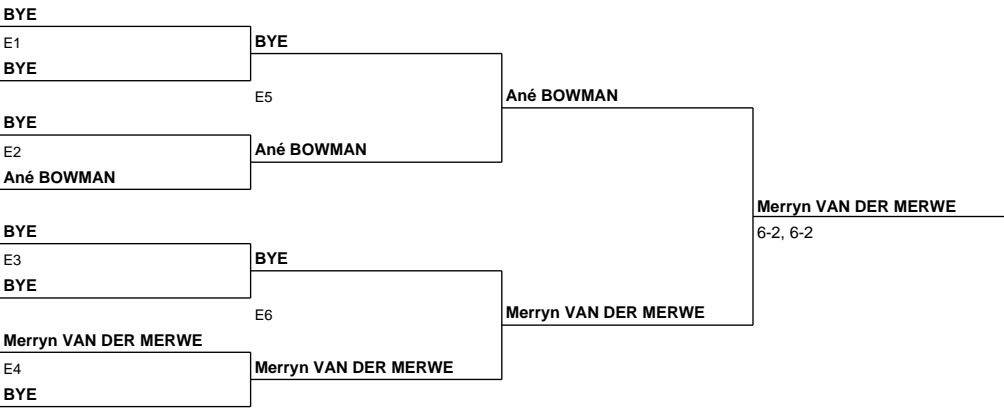 BYE
E1
BYE
BYE
E5
BYE
E2
Ané BOWMAN
Ané BOWMAN
Ané BOWMAN
BYE
E3
BYE
BYE
E6
Merryn VAN DER MERWE
E4
BYE
Merryn VAN DER MERWE
Merryn VAN DER MERWE
Merryn VAN DER MERWE
6-2, 6-2